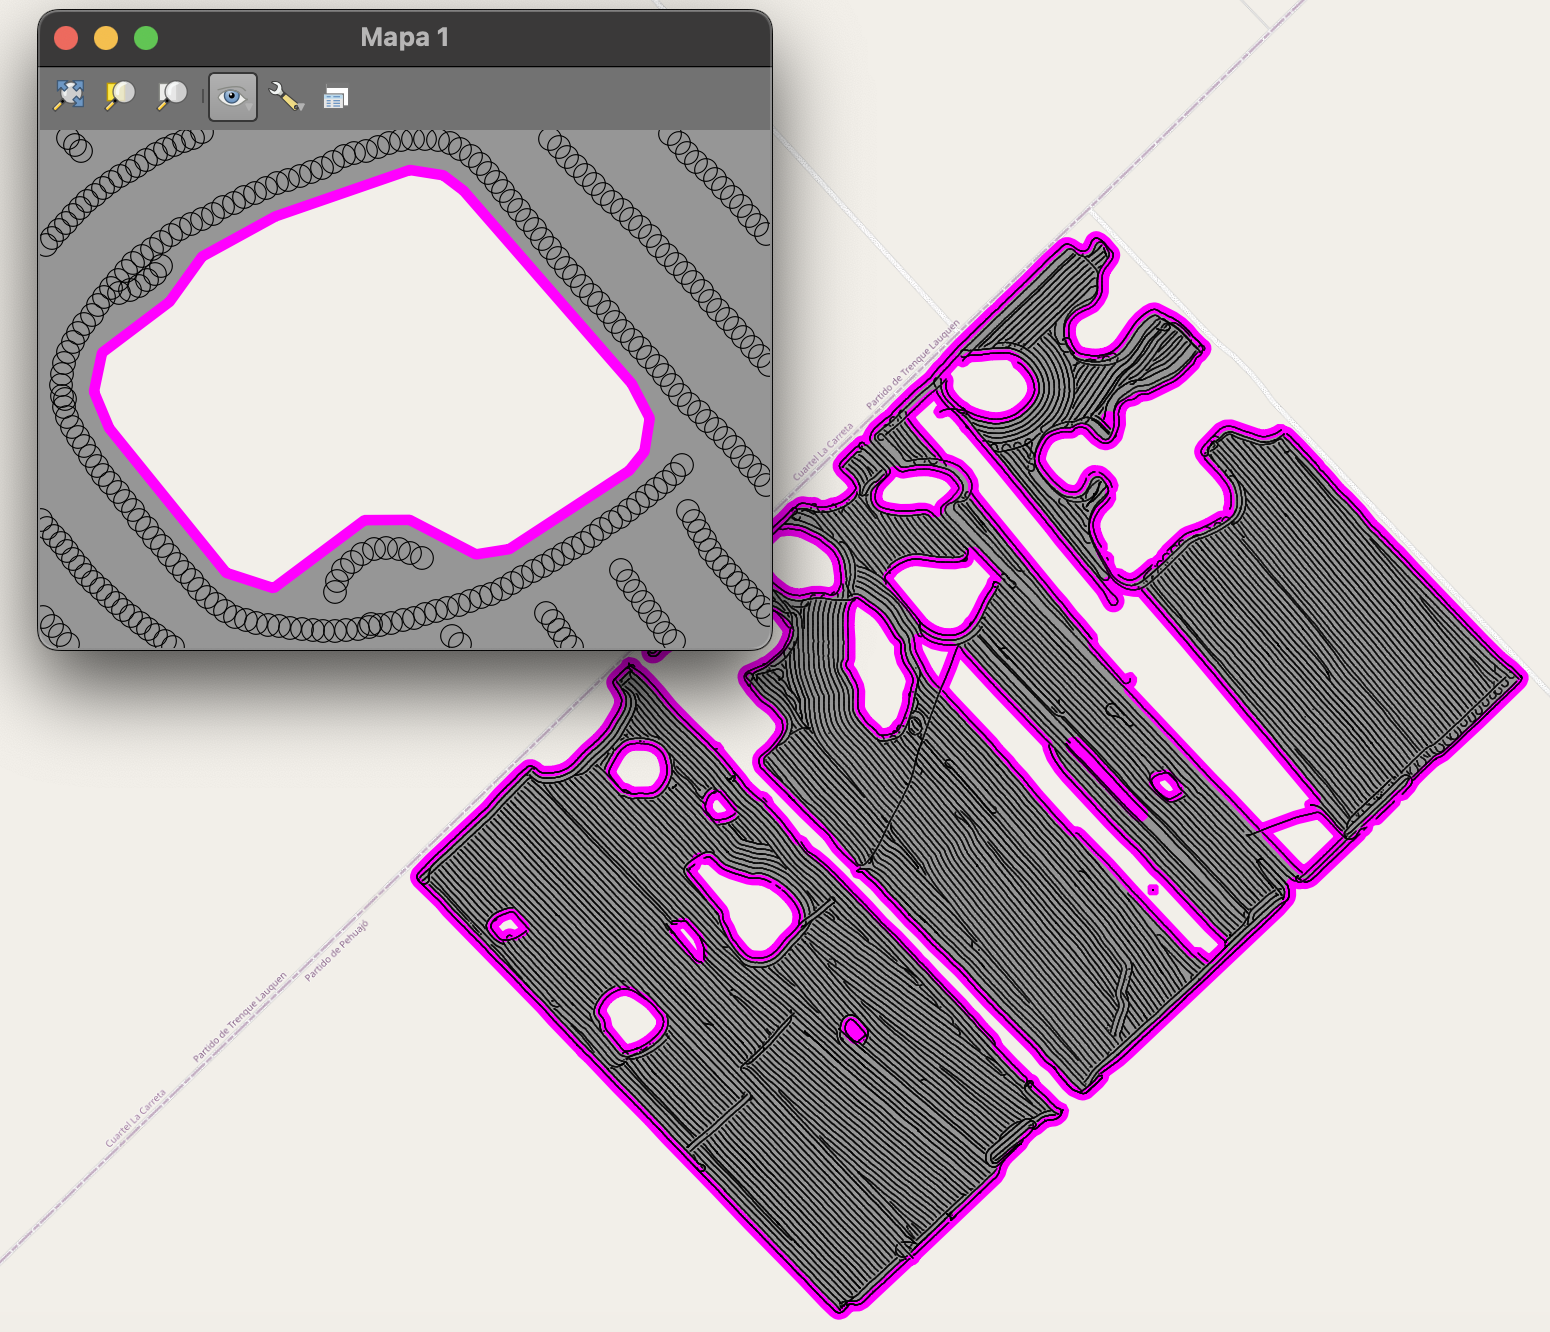 Mapa 1
Partido de Trenque Lauquen
Cuartel La Carreta
Partido de Pehuajó
Partido de Trenque Lauquen
Cuartel La Carreta